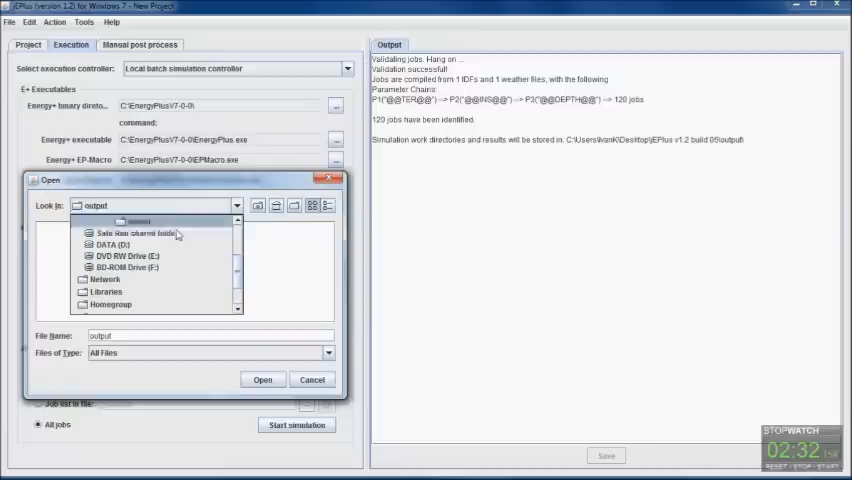 jEPlus (version 1.2) for Windows 7 - New Project
File Edit Action Tools Help
Project Execution Manual post process
Select execution controller: Local batch simulation controller
E+ Executables
Energy+ binary direto... C:\EnergyPlusV7-0-0\ ...
command:
Energy+ executable C:\EnergyPlusV7-0-0\EnergyPlus.exe ...
Energy+ EP-Macro C:\EnergyPlusV7-0-0\EPMacro.exe ...
Open
Look in: output
DATA (D:)
DVD RW Drive (E:)
BD-ROM Drive (F:)
Network
Libraries
Homegroup
File Name: output
Files of Type: All Files
Open Cancel
Job list in file:
All jobs Start simulation
Output
Validating jobs. Hang on ...
Validation successful!
Jobs are compiled from 1 IDFs and 1 weather files, with the following
Parameter Chains:
P1("@@TER@@") --> P2("@@INS@@") --> P3("@@DEPTH@@") --> 120 jobs
120 jobs have been identified.
Simulation work directories and results will be stored in: C:\Users\IvanK\Desktop\jEPlus v1.2 build 05\output\
Save
STOPWATCH
02:32
RESET / STOP / START